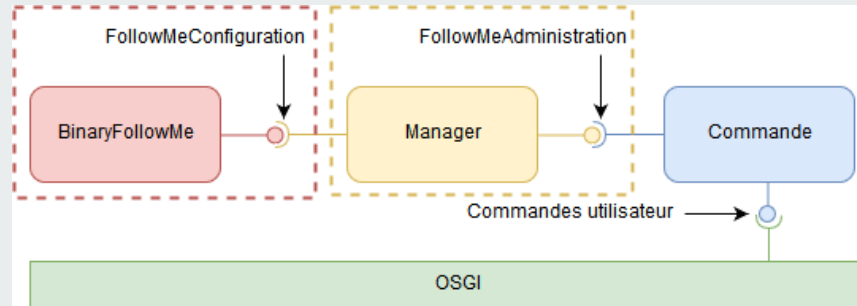 FollowMeConfiguration
FollowMeAdministration
BinaryFollowMe
Manager
Commande
Commandes utilisateur
OSGI